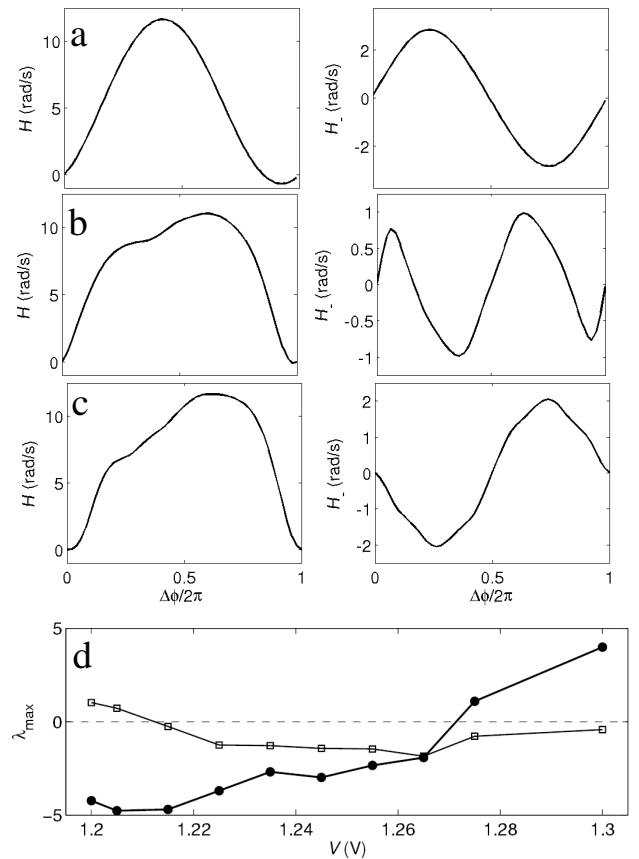 a
H (rad/s)
10
5
0
H- (rad/s)
2
0
-2
b
H (rad/s)
10
5
0
H- (rad/s)
1
0.5
0
-0.5
-1
c
H (rad/s)
10
5
0
0 0.5 1
Δϕ/2π
H- (rad/s)
2
1
0
-1
-2
0 0.5 1
Δϕ/2π
d
λmax
5
0
−5
1.2 1.22 1.24 1.26 1.28 1.3
V (V)